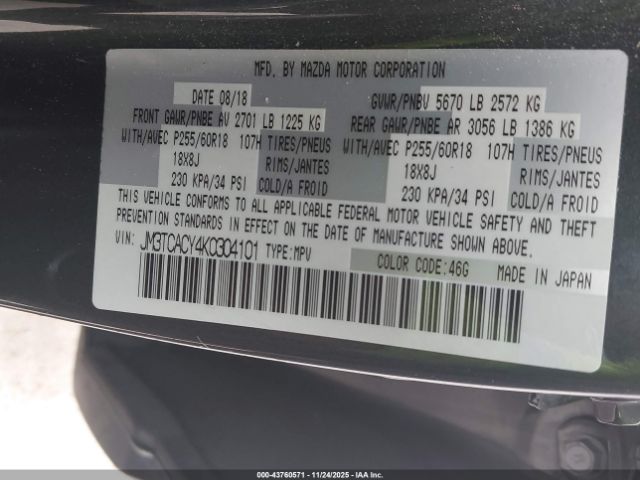 MFD. BY MAZDA MOTOR CORPORATION
DATE 08/18 GVWR/PNBV 5670 LB 2572 KG
FRONT GAWR/PNBE AV 2701 LB 1225 KG REAR GAWR/PNBE AR 3056 LB 1386 KG
WITH/AVEC P255/60R18 107H TIRES/PNEUS WITH/AVEC P255/60R18 107H TIRES/PNEUS
18X8J RIMS/JANTES 18X8J RIMS/JANTES
230 KPA/34 PSI COLD/A FROID 230 KPA/34 PSI COLD/A FROID
THIS VEHICLE CONFORMS TO ALL APPLICABLE FEDERAL MOTOR VEHICLE SAFETY AND THEFT
PREVENTION STANDARDS IN EFFECT ON THE DATE OF MANUFACTURE SHOWN ABOVE.
VIN: JM3TCACY4K0304101 TYPE:MPV
COLOR CODE:46G MADE IN JAPAN
000-43760571 - 11/24/2025 - IAAI.COM